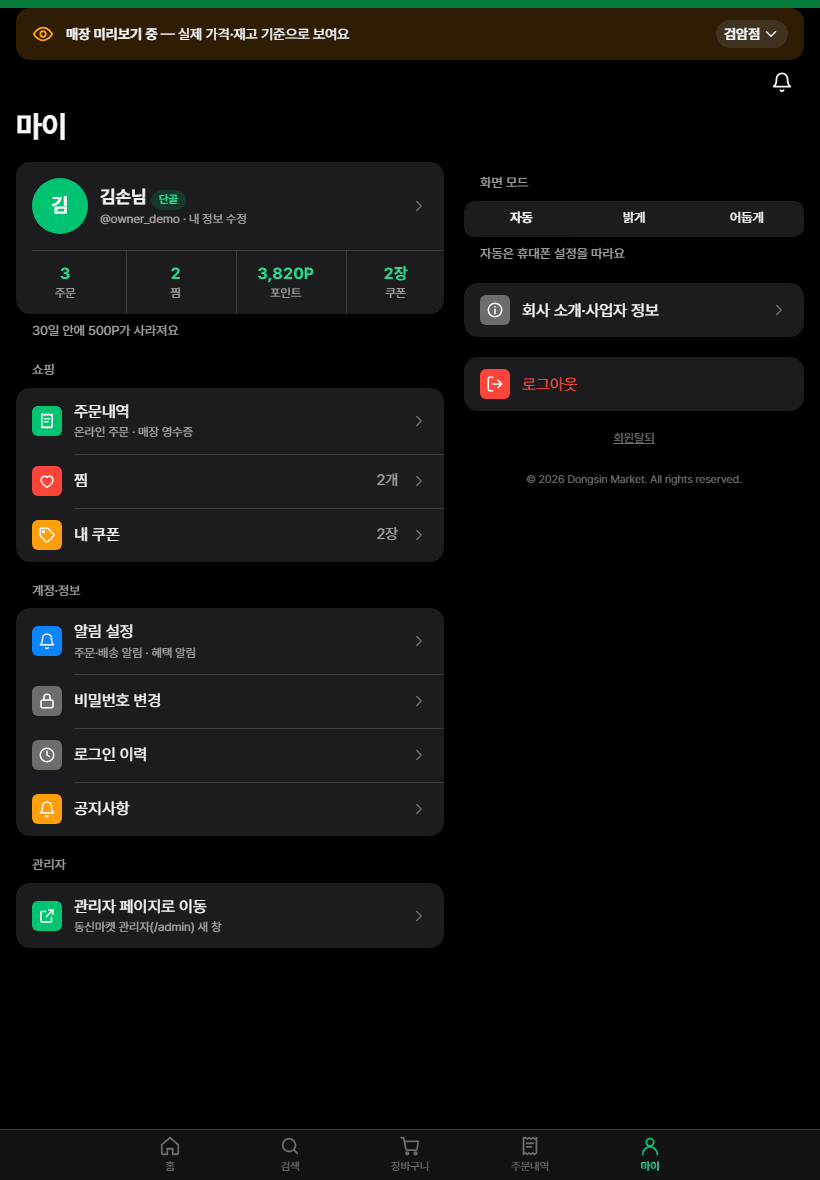 매장 미리보기 중 — 실제 가격·재고 기준으로 보여요
검암점
마이
김
김손님 단골
@owner_demo · 내 정보 수정
3
주문
2
찜
3,820P
포인트
2장
쿠폰
30일 안에 500P가 사라져요
쇼핑
주문내역
온라인 주문 · 매장 영수증
찜
2개
내 쿠폰
2장
계정·정보
알림 설정
주문·배송 알림 · 혜택 알림
비밀번호 변경
로그인 이력
공지사항
관리자
관리자 페이지로 이동
동신마켓 관리자(/admin) 새 창
화면 모드
자동
밝게
어둡게
자동은 휴대폰 설정을 따라요
회사 소개·사업자 정보
로그아웃
회원탈퇴
© 2026 Dongsin Market. All rights reserved.
홈
검색
장바구니
주문내역
마이